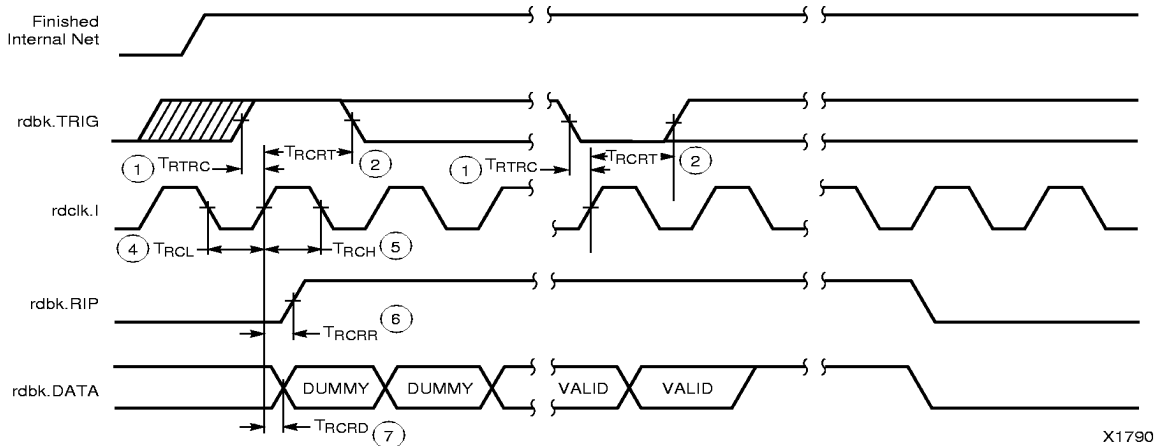 Finished
Internal Net
rdbk.TRIG
1 TRTRC
TRCRT 2
1 TRTRC
TRCRT 2
rdclk.I
4 TRCL
TRCH 5
rdbk.RIP
TRCRR 6
rdbk.DATA
DUMMY DUMMY VALID VALID
TRCRD 7
X1790